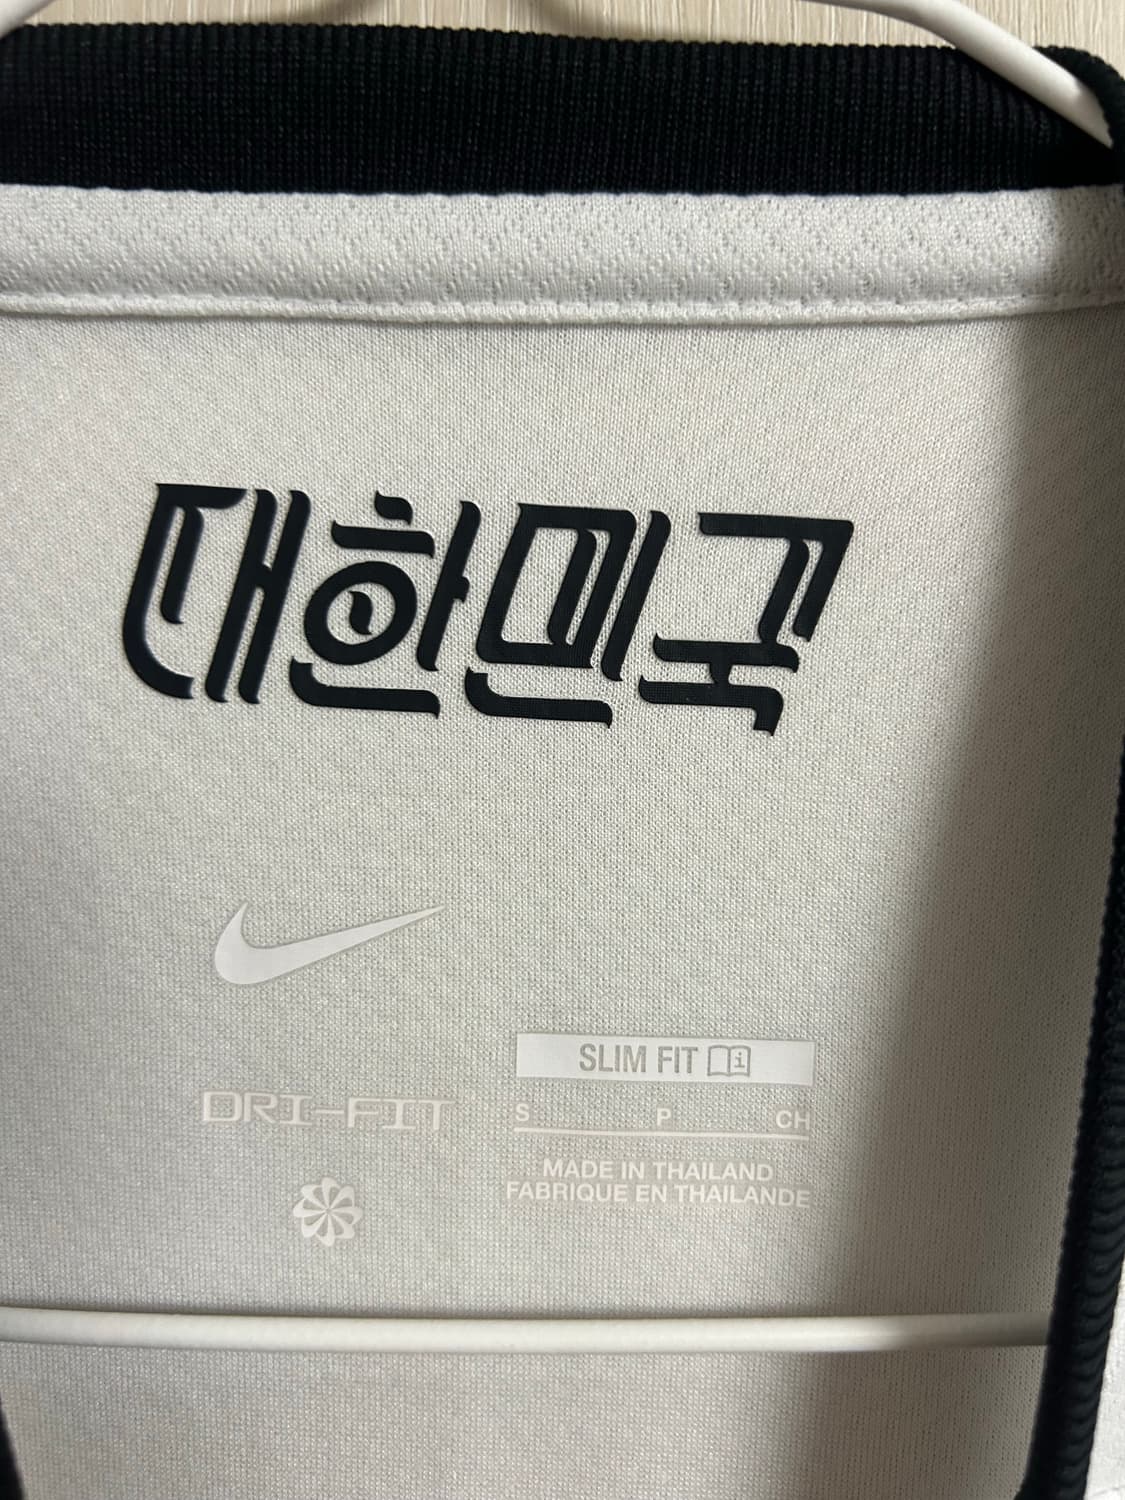 대한민국
SLIM FIT
DRI-FIT
S P CH
MADE IN THAILAND
FABRIQUE EN THAILANDE